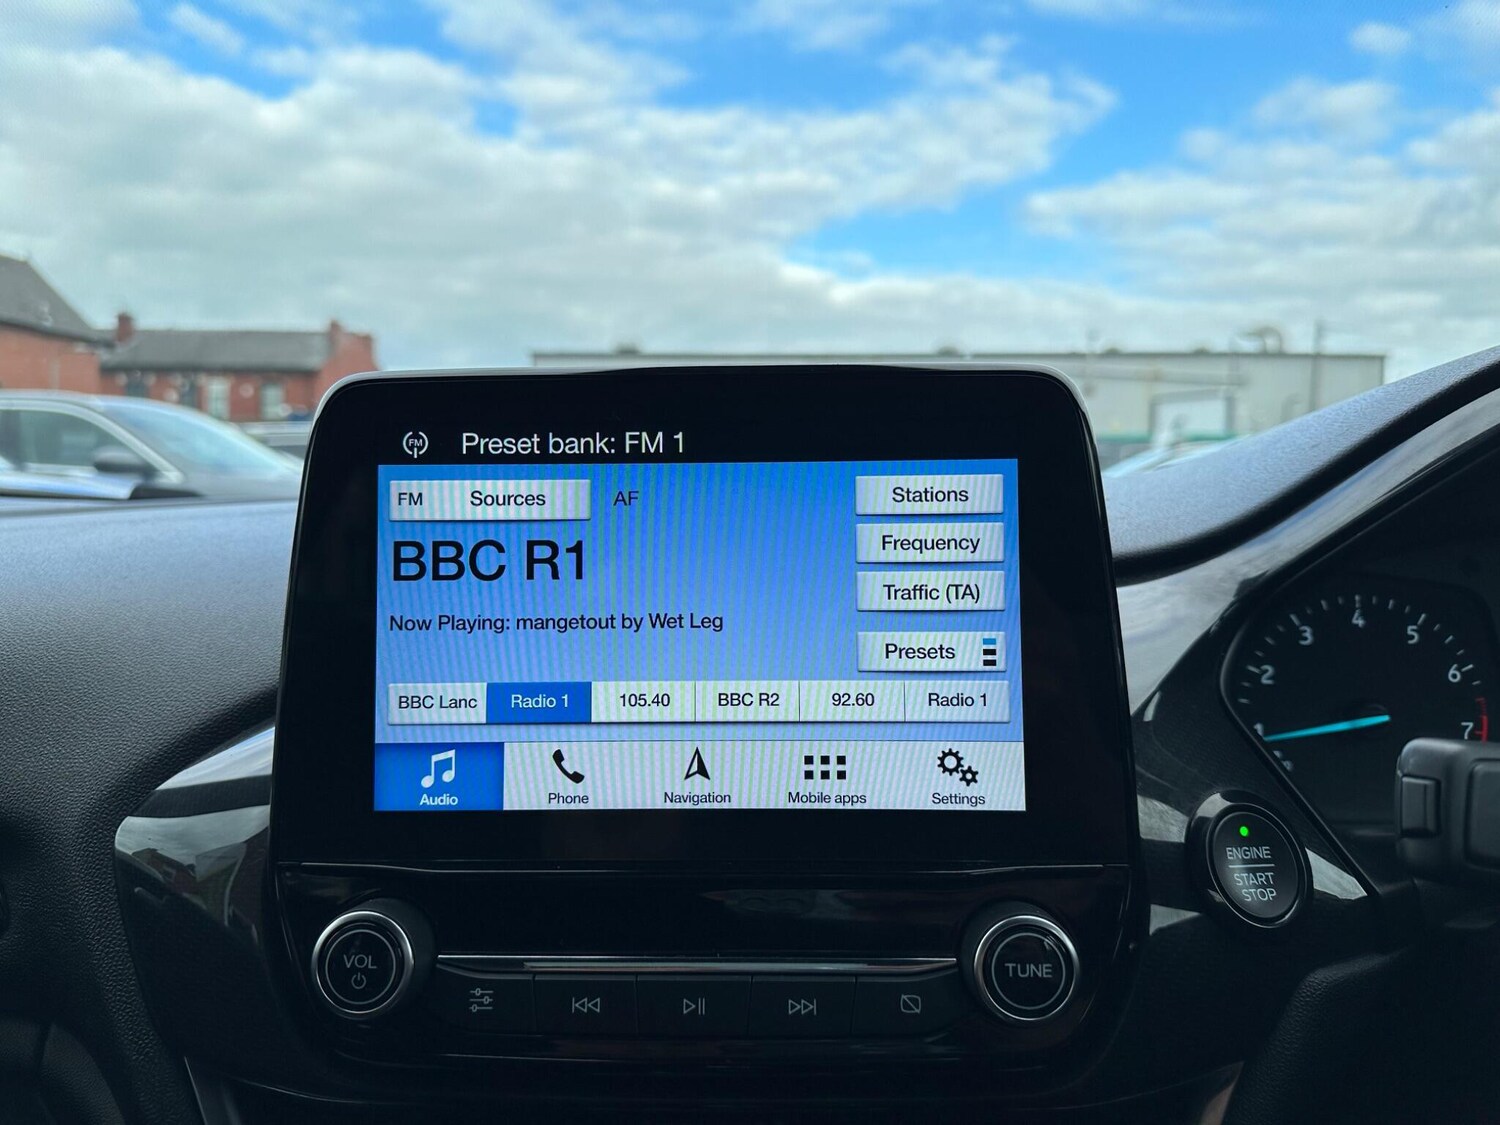 FM Preset bank: FM 1
FM Sources AF
Stations
BBC R1
Frequency
Traffic (TA)
Now Playing: mangetout by Wet Leg
Presets
BBC Lanc Radio 1 105.40 BBC R2 92.60 Radio 1
Audio Phone Navigation Mobile apps Settings
VOL
TUNE
1 2 3 4 5 6 7
ENGINE
START
STOP